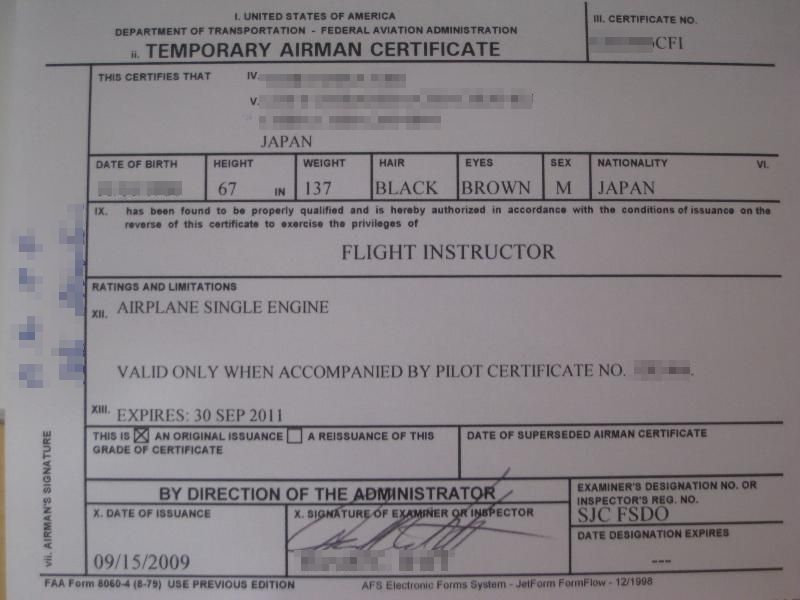 I. UNITED STATES OF AMERICA
DEPARTMENT OF TRANSPORTATION - FEDERAL AVIATION ADMINISTRATION
ii. TEMPORARY AIRMAN CERTIFICATE
III. CERTIFICATE NO.
CFI
THIS CERTIFIES THAT
IV.
V.
JAPAN
DATE OF BIRTH
HEIGHT
67 IN
WEIGHT
137
HAIR
BLACK
EYES
BROWN
SEX
M
NATIONALITY
JAPAN
VI.
IX. has been found to be properly qualified and is hereby authorized in accordance with the conditions of issuance on the
reverse of this certificate to exercise the privileges of
FLIGHT INSTRUCTOR
RATINGS AND LIMITATIONS
XII. AIRPLANE SINGLE ENGINE
VALID ONLY WHEN ACCOMPANIED BY PILOT CERTIFICATE NO.
XIII. EXPIRES: 30 SEP 2011
THIS IS ☒ AN ORIGINAL ISSUANCE ☐ A REISSUANCE OF THIS
GRADE OF CERTIFICATE
DATE OF SUPERSEDED AIRMAN CERTIFICATE
vii. AIRMAN'S SIGNATURE
BY DIRECTION OF THE ADMINISTRATOR
EXAMINER'S DESIGNATION NO. OR
INSPECTOR'S REG. NO.
SJC FSDO
X. DATE OF ISSUANCE
09/15/2009
X. SIGNATURE OF EXAMINER OR INSPECTOR
DATE DESIGNATION EXPIRES
---
FAA Form 8060-4 (8-79) USE PREVIOUS EDITION
AFS Electronic Forms System - JetForm FormFlow - 12/1998